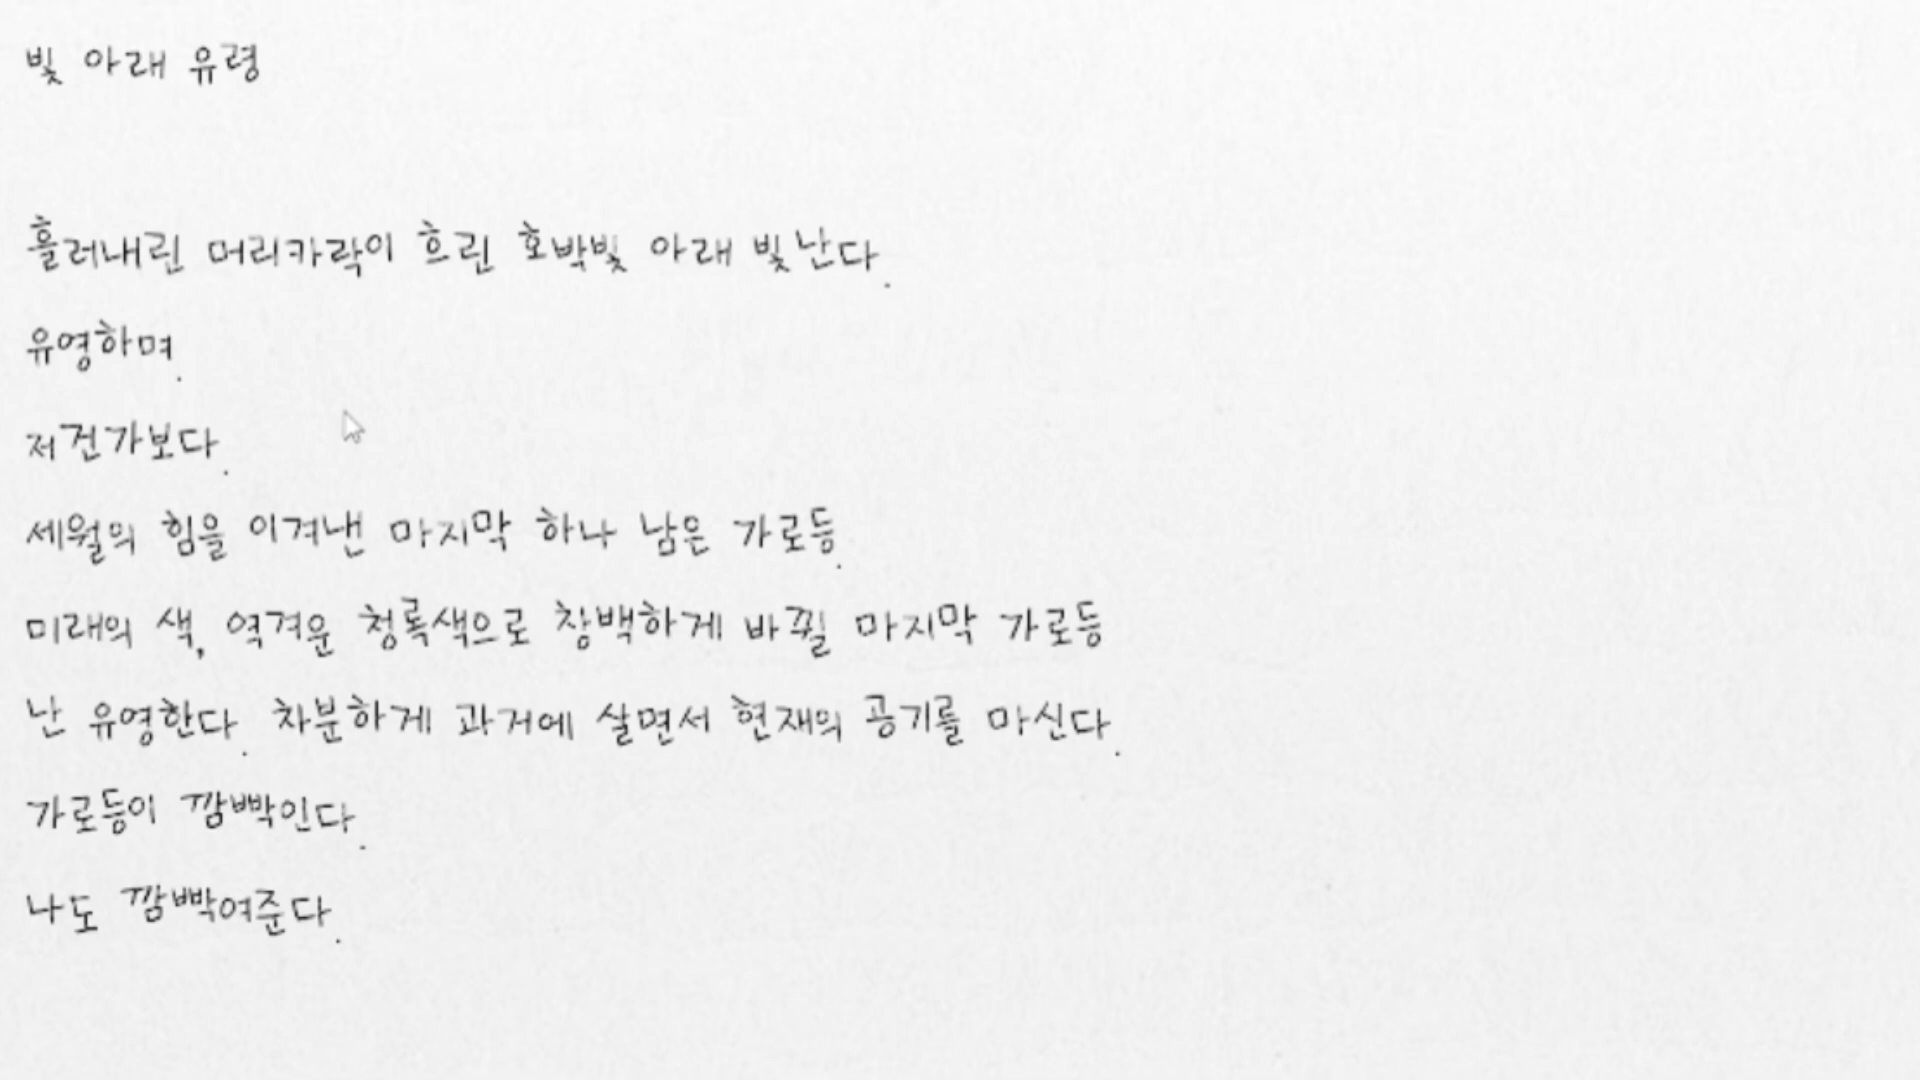 빛 아래 유령
흘러내린 머리카락이 흐린 호박빛 아래 빛난다.
유영하며.
저건가보다.
세월의 힘을 이겨낸 마지막 하나 남은 가로등.
미래의 색, 역겨운 청록색으로 창백하게 바뀔 마지막 가로등
난 유영한다. 차분하게 과거에 살면서 현재의 공기를 마신다.
가로등이 깜빡인다.
나도 깜빡여준다.